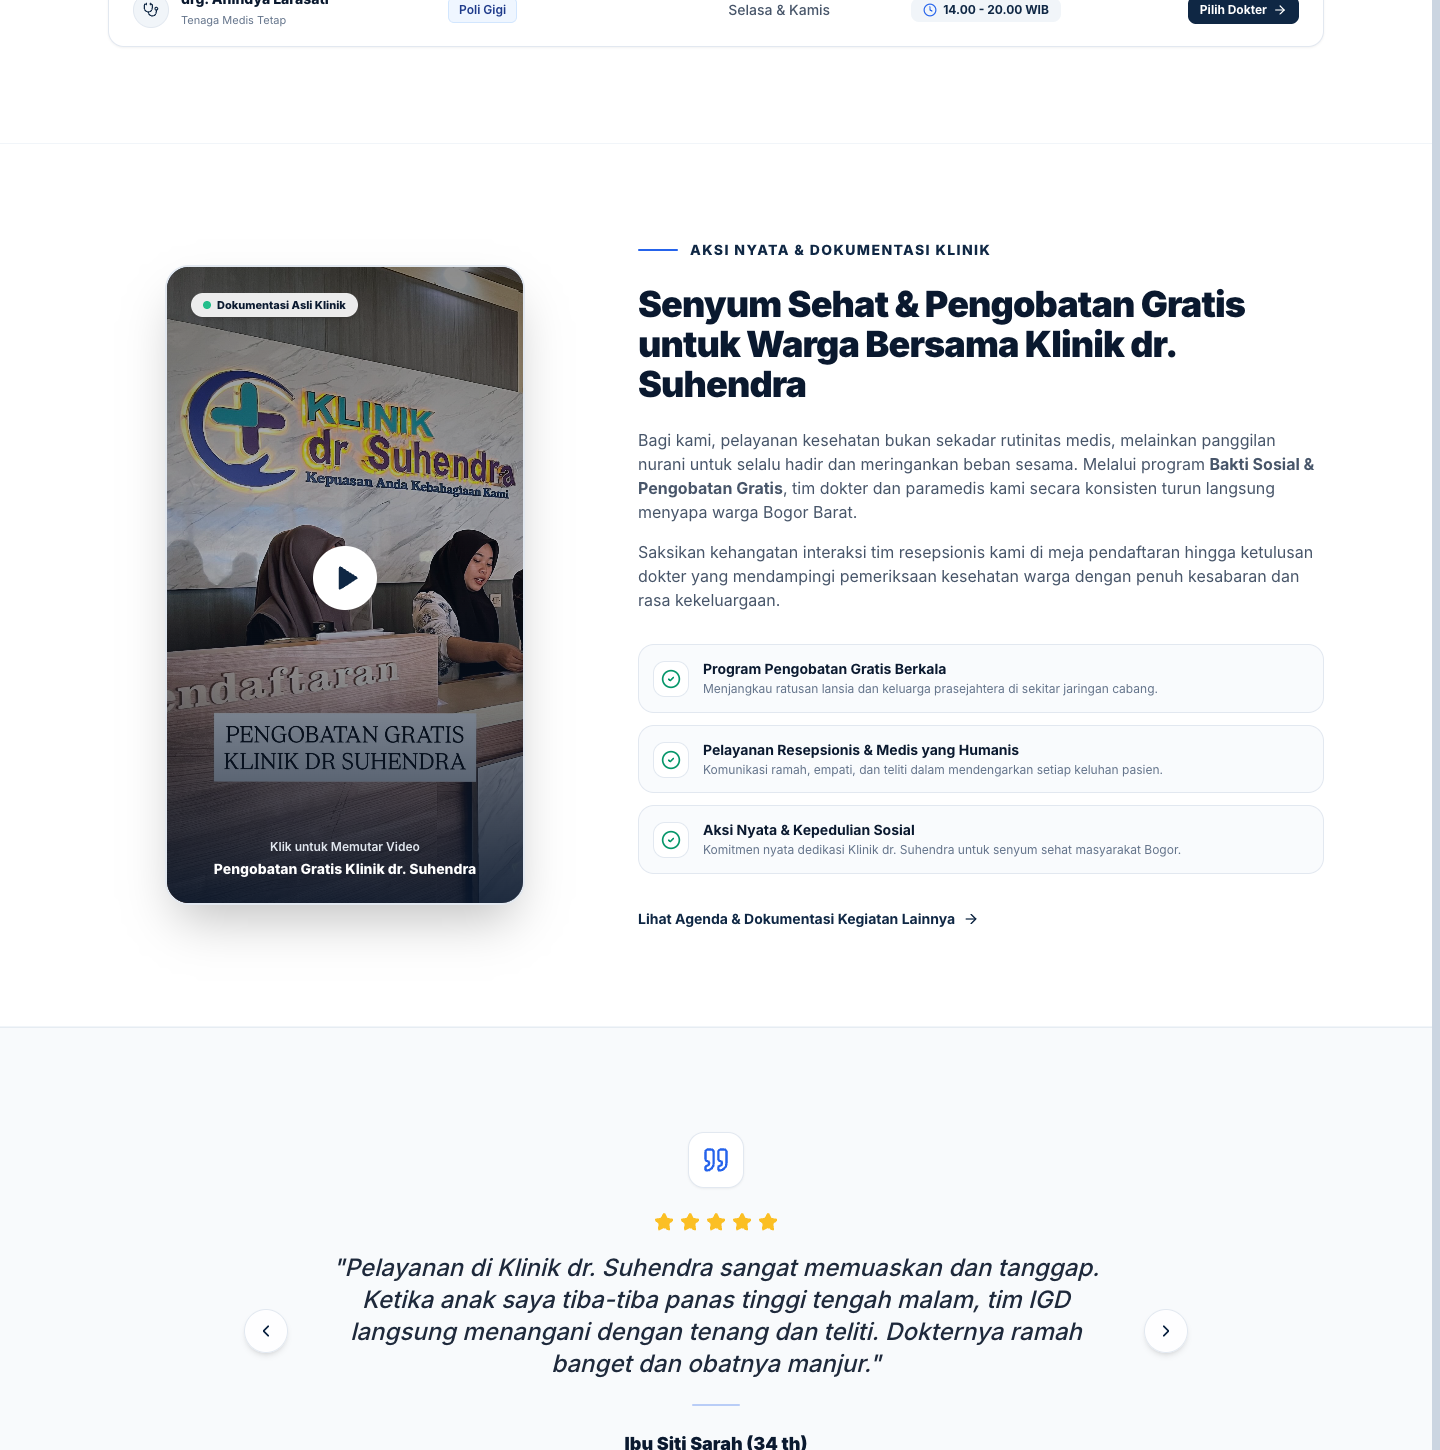 drg. Anindya Larasati
Tenaga Medis Tetap
Poli Gigi
Selasa & Kamis
14.00 - 20.00 WIB
Pilih Dokter
Dokumentasi Asli Klinik
KLINIK
dr Suhendra
Kepuasan Anda Kebahagiaan Kami
endaftaran
PENGOBATAN GRATIS
KLINIK DR SUHENDRA
Klik untuk Memutar Video
Pengobatan Gratis Klinik dr. Suhendra
AKSI NYATA & DOKUMENTASI KLINIK
Senyum Sehat & Pengobatan Gratis
untuk Warga Bersama Klinik dr.
Suhendra
Bagi kami, pelayanan kesehatan bukan sekadar rutinitas medis, melainkan panggilan
nurani untuk selalu hadir dan meringankan beban sesama. Melalui program Bakti Sosial &
Pengobatan Gratis, tim dokter dan paramedis kami secara konsisten turun langsung
menyapa warga Bogor Barat.
Saksikan kehangatan interaksi tim resepsionis kami di meja pendaftaran hingga ketulusan
dokter yang mendampingi pemeriksaan kesehatan warga dengan penuh kesabaran dan
rasa kekeluargaan.
Program Pengobatan Gratis Berkala
Menjangkau ratusan lansia dan keluarga prasejahtera di sekitar jaringan cabang.
Pelayanan Resepsionis & Medis yang Humanis
Komunikasi ramah, empati, dan teliti dalam mendengarkan setiap keluhan pasien.
Aksi Nyata & Kepedulian Sosial
Komitmen nyata dedikasi Klinik dr. Suhendra untuk senyum sehat masyarakat Bogor.
Lihat Agenda & Dokumentasi Kegiatan Lainnya
"Pelayanan di Klinik dr. Suhendra sangat memuaskan dan tanggap.
Ketika anak saya tiba-tiba panas tinggi tengah malam, tim IGD
langsung menangani dengan tenang dan teliti. Dokternya ramah
banget dan obatnya manjur."
Ibu Siti Sarah (34 th)